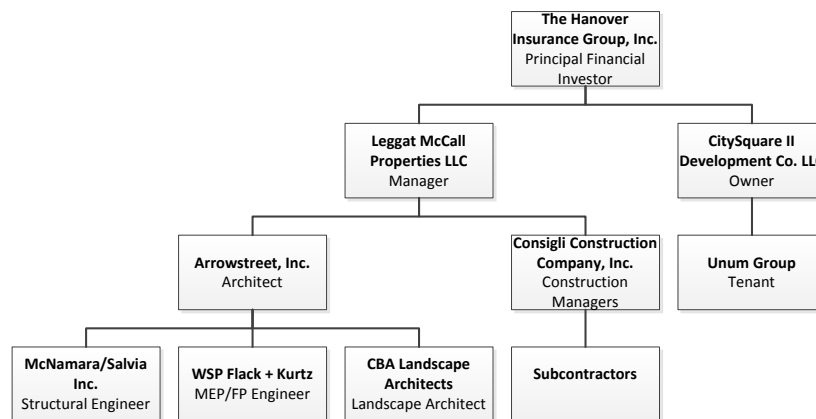 The Hanover
Insurance Group, Inc.
Principal Financial
Investor
Leggat McCall
Properties LLC
Manager
CitySquare II
Development Co. LLC
Owner
Arrowstreet, Inc.
Architect
Consigli Construction
Company, Inc.
Construction
Managers
Unum Group
Tenant
McNamara/Salvia
Inc.
Structural Engineer
WSP Flack + Kurtz
MEP/FP Engineer
CBA Landscape
Architects
Landscape Architect
Subcontractors